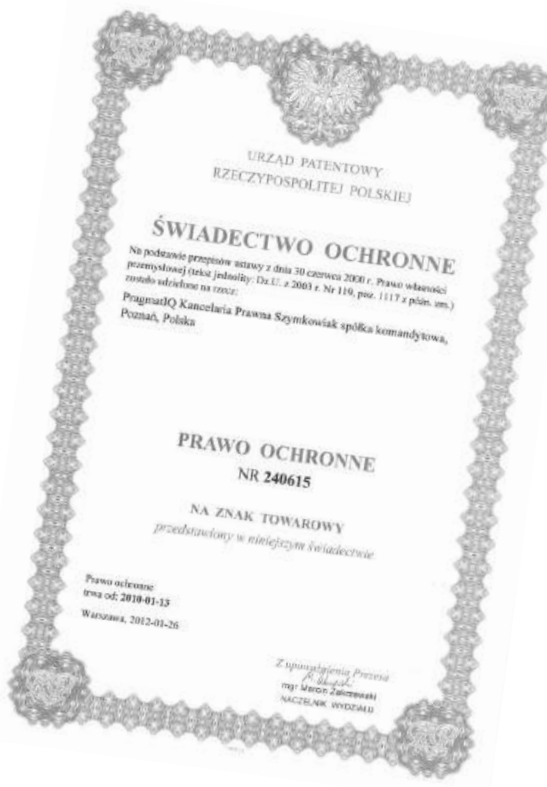 URZĄD PATENTOWY
RZECZYPOSPOLITEJ POLSKIEJ
ŚWIADECTWO OCHRONNE
Na podstawie przepisów ustawy z dnia 30 czerwca 2000 r. Prawo własności
przemysłowej (tekst jednolity: Dz.U. z 2003 r. Nr 119, poz. 1117 z późn. zm.)
zostało udzielone na rzecz:
PragmatIQ Kancelaria Prawna Szymkowiak spółka komandytowa,
Poznań, Polska
PRAWO OCHRONNE
NR 240615
NA ZNAK TOWAROWY
przedstawiony w niniejszym świadectwie
Prawo ochronne
trwa od: 2010-01-13
Warszawa, 2012-01-26
Z upoważnienia Prezesa
mgr Marcin Zakrzewski
NACZELNIK WYDZIAŁU